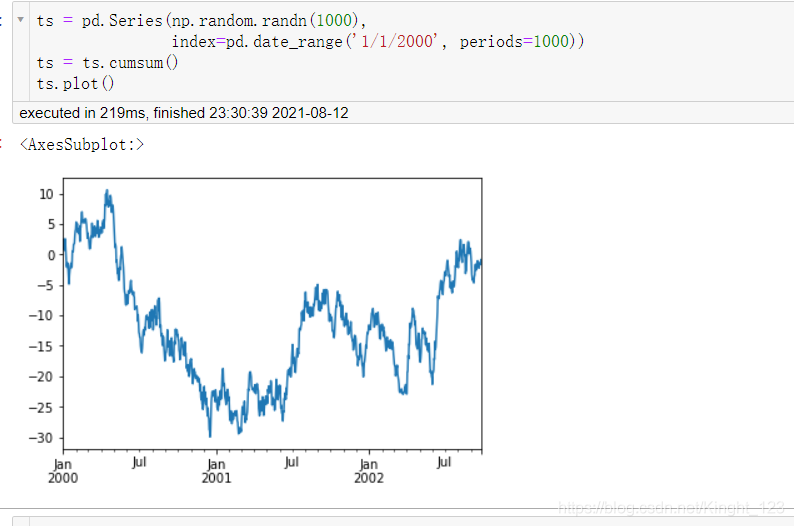 ts = pd.Series(np.random.randn(1000),
index=pd.date_range('1/1/2000', periods=1000))
ts = ts.cumsum()
ts.plot()
executed in 219ms, finished 23:30:39 2021-08-12
<AxesSubplot:>
10
5
0
−5
−10
−15
−20
−25
−30
Jan Jul Jan Jul Jan Jul
2000 2001 2002
https://blog.csdn.net/Kinght_123